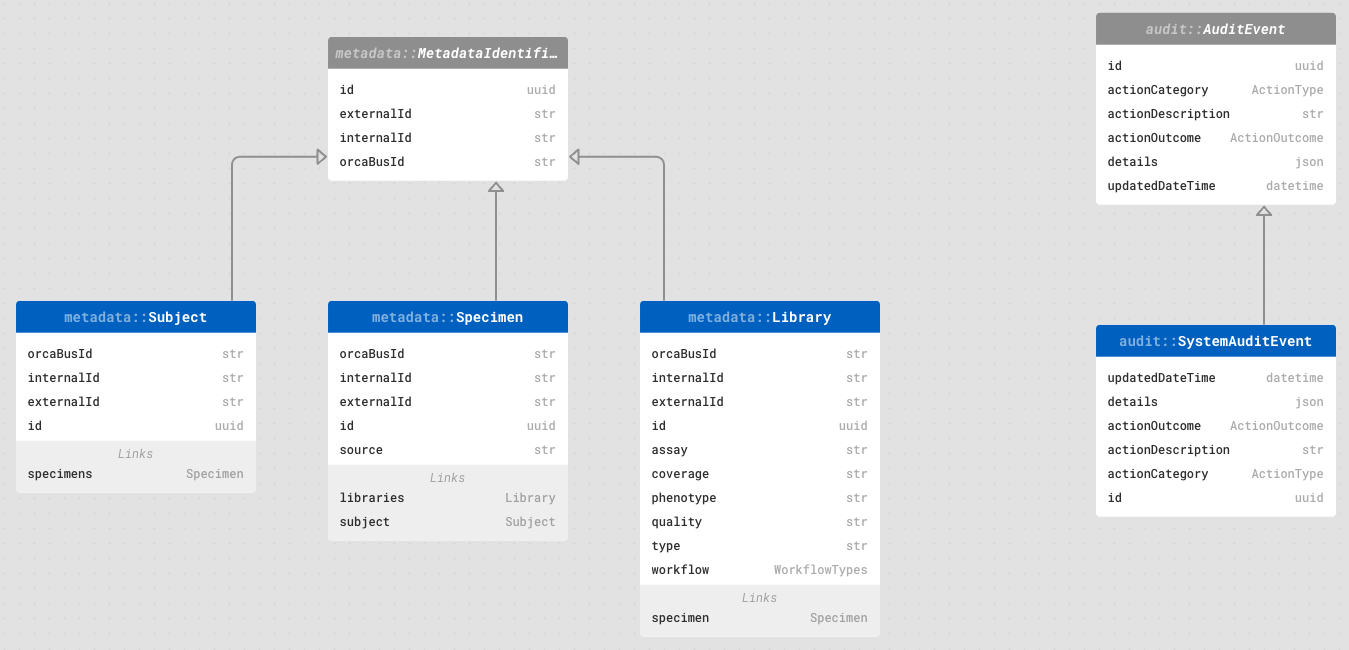 metadata::MetadataIdentifi…
id uuid
externalId str
internalId str
orcaBusId str
audit::AuditEvent
id uuid
actionCategory ActionType
actionDescription str
actionOutcome ActionOutcome
details json
updatedDateTime datetime
metadata::Subject
orcaBusId str
internalId str
externalId str
id uuid
Links
specimens Specimen
metadata::Specimen
orcaBusId str
internalId str
externalId str
id uuid
source str
Links
libraries Library
subject Subject
metadata::Library
orcaBusId str
internalId str
externalId str
id uuid
assay str
coverage str
phenotype str
quality str
type str
workflow WorkflowTypes
Links
specimen Specimen
audit::SystemAuditEvent
updatedDateTime datetime
details json
actionOutcome ActionOutcome
actionDescription str
actionCategory ActionType
id uuid